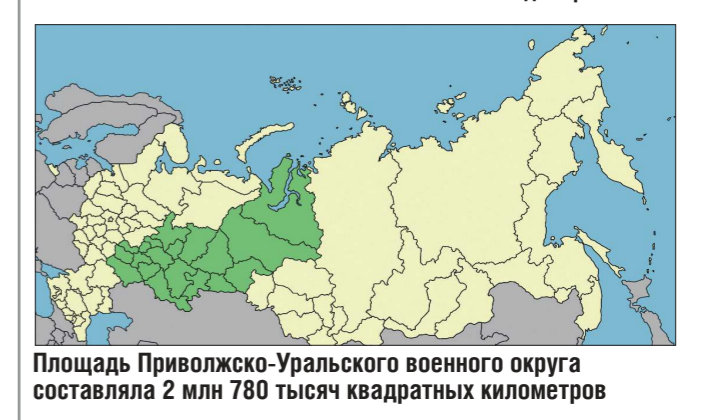 Площадь Приволжско-Уральского военного округа
составляла 2 млн 780 тысяч квадратных километров